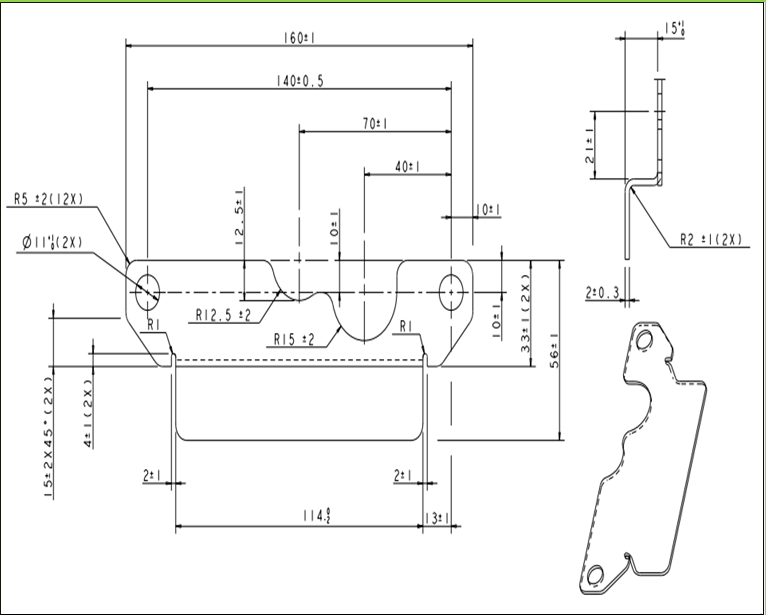 160±1
15⁺¹₀
140±0.5
70±1
21±1
40±1
R5 ±2(12X)
12.5±1
10±1
10±1
Ø11⁺¹₀(2X)
R2 ±1(2X)
R12.5 ±2
2±0.3
R1
R15 ±2
R1
10±1
33±1(2X)
56±1
15±2X45°(2X)
4±1(2X)
2±1
2±1
114⁰₋₂
13±1